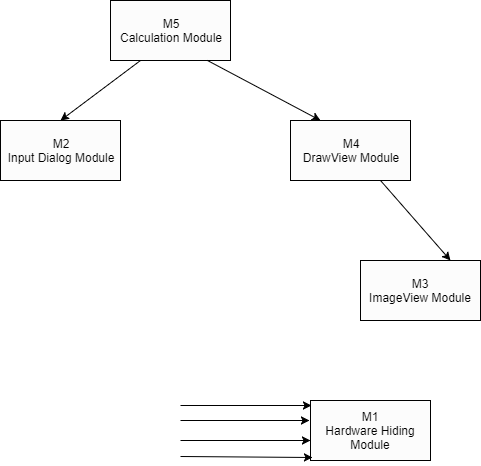 M5
Calculation Module
M2
Input Dialog Module
M4
DrawView Module
M3
ImageView Module
M1
Hardware Hiding
Module